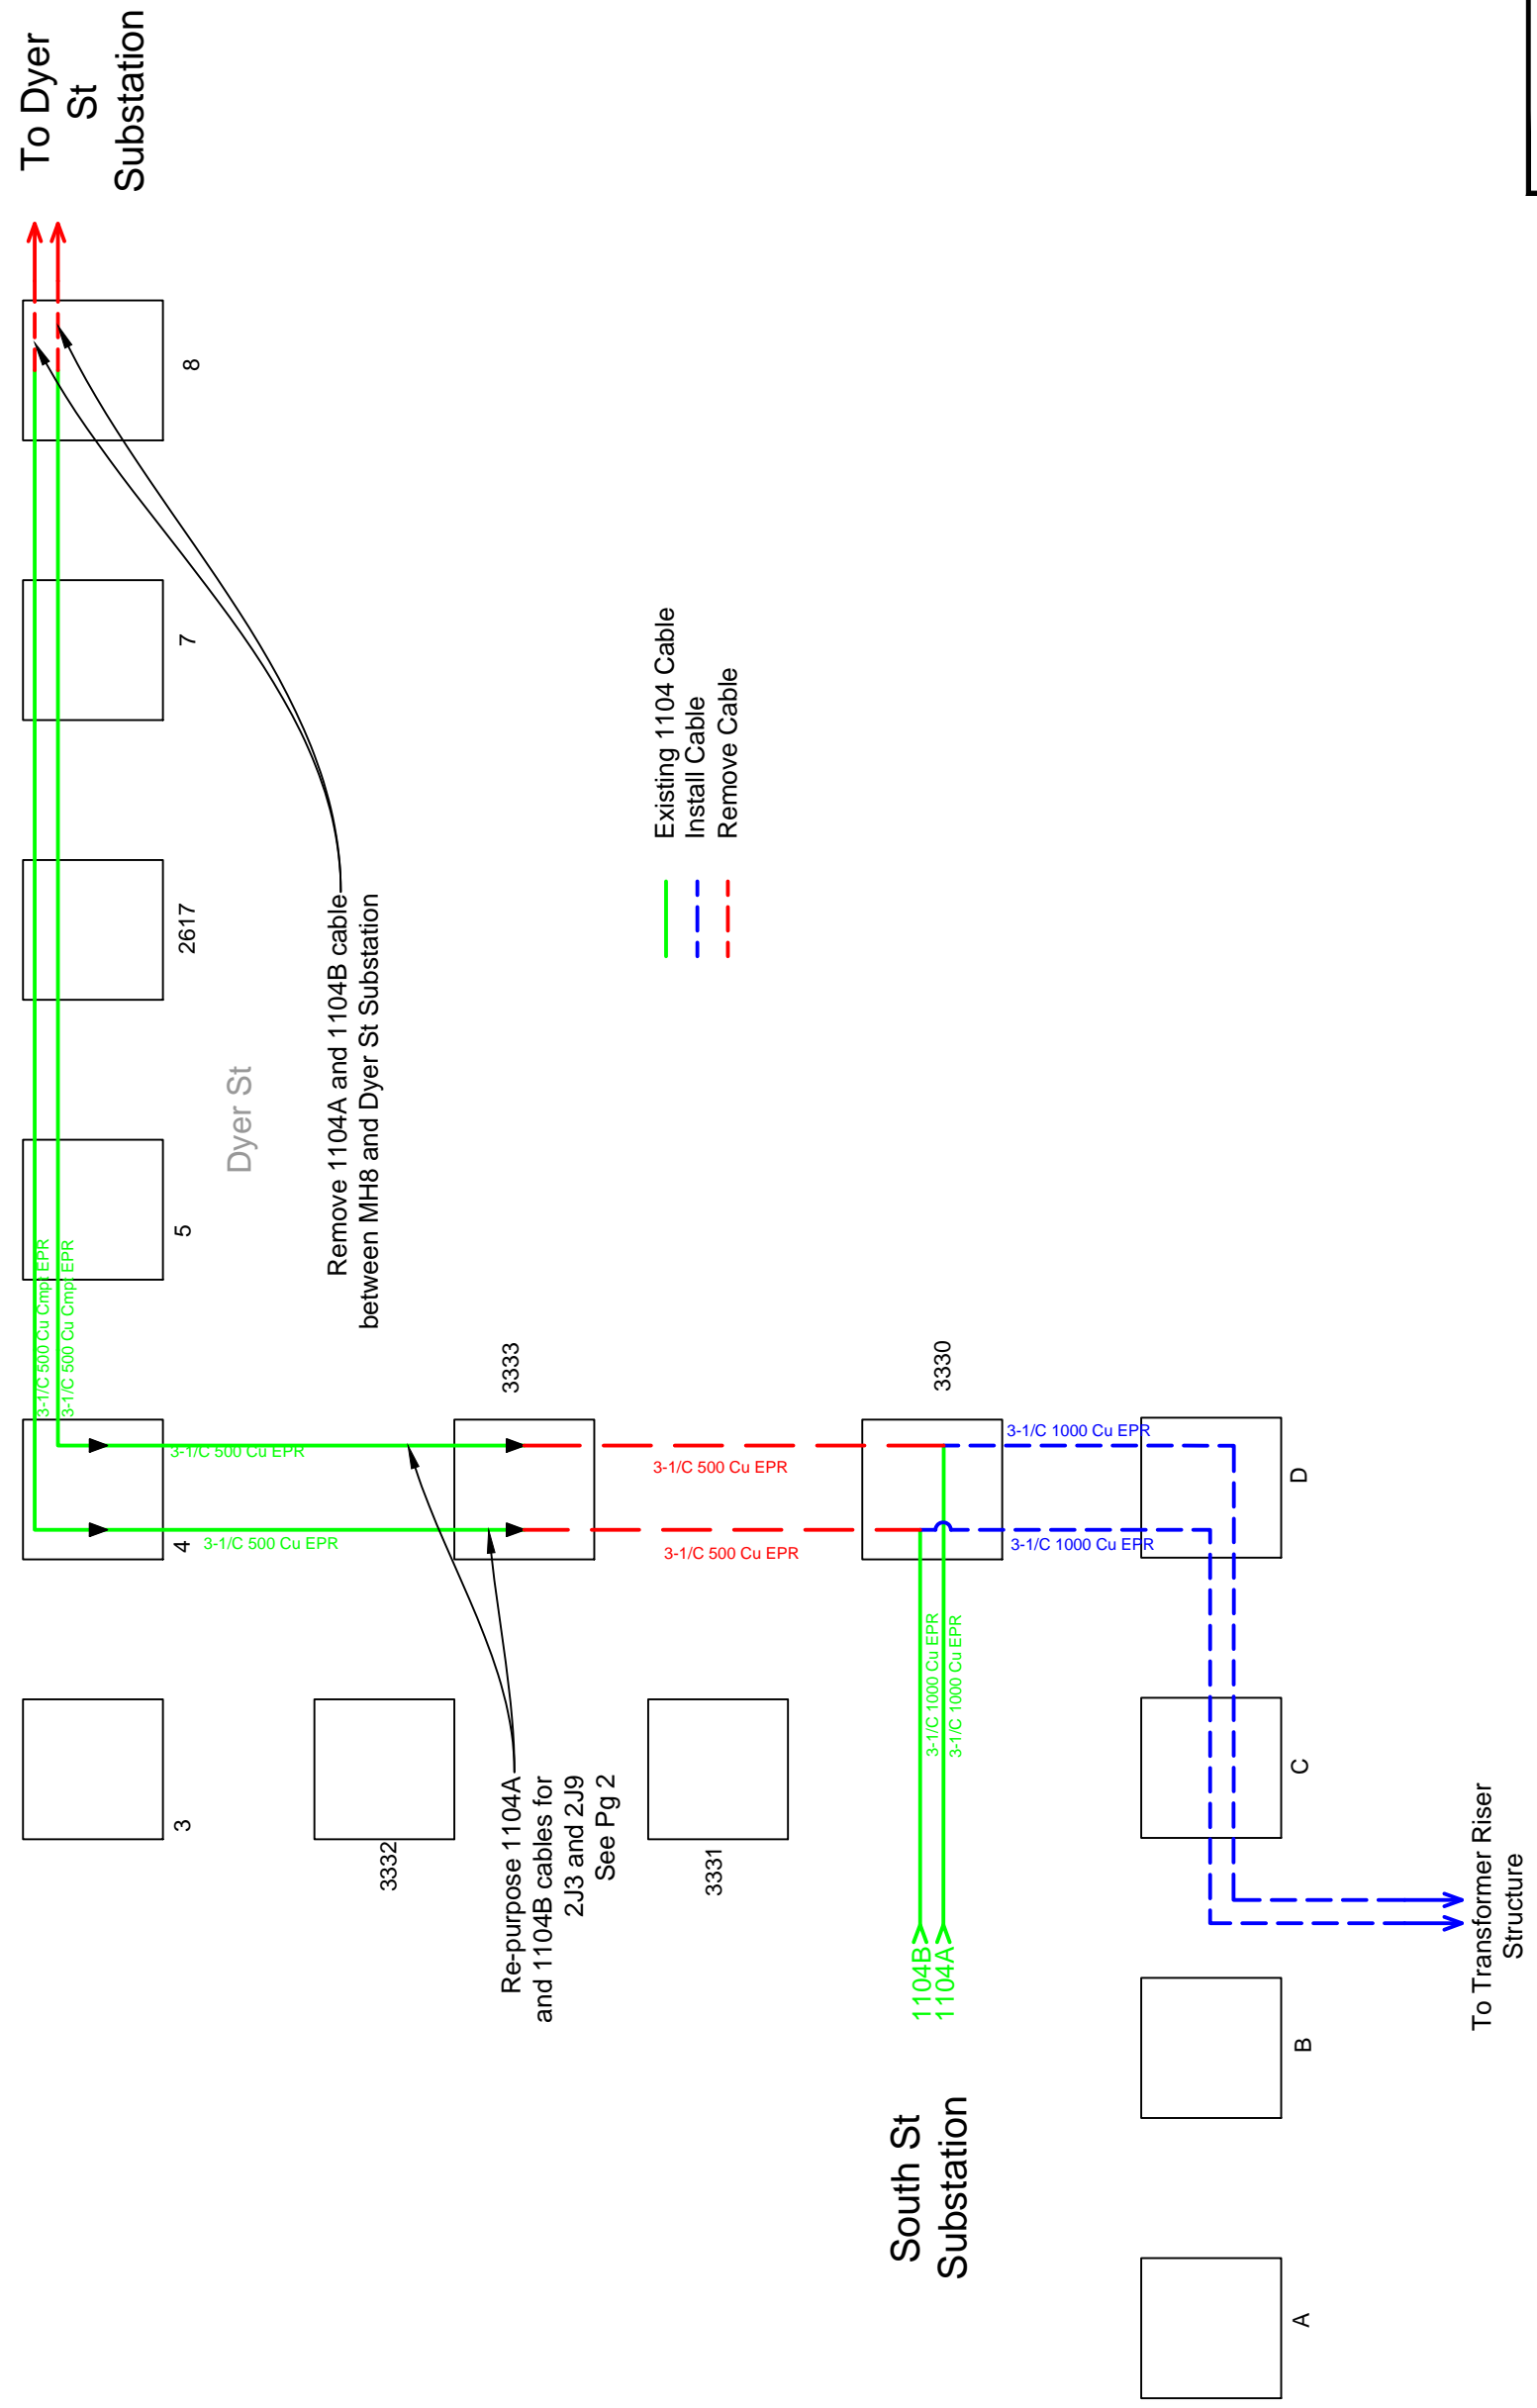 To Dyer
St
Substation
8
7
2617
5
4
3
Dyer St
3-1/C 500 Cu Cmpt EPR
3-1/C 500 Cu Cmpt EPR
Remove 1104A and 1104B cable
between MH8 and Dyer St Substation
3-1/C 500 Cu EPR
3-1/C 500 Cu EPR
3333
3332
Re-purpose 1104A
and 1104B cables for
2J3 and 2J9
See Pg 2
Existing 1104 Cable
Install Cable
Remove Cable
3-1/C 500 Cu EPR
3-1/C 500 Cu EPR
3331
3330
South St
Substation
1104B
1104A
3-1/C 1000 Cu EPR
3-1/C 1000 Cu EPR
3-1/C 1000 Cu EPR
3-1/C 1000 Cu EPR
A
B
C
D
To Transformer Riser
Structure